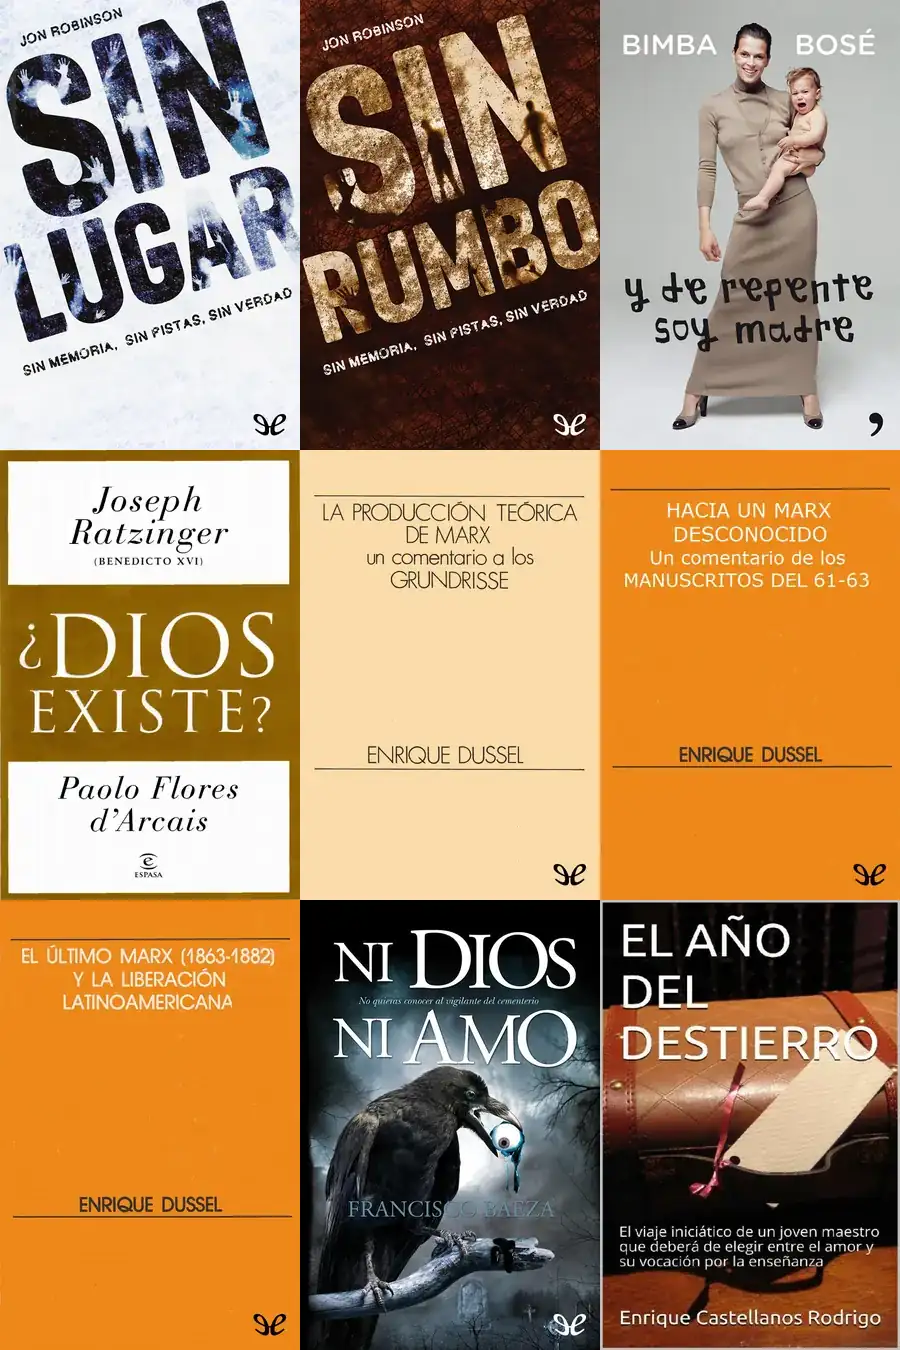 JON ROBINSON
SIN
LUGAR
SIN MEMORIA, SIN PISTAS, SIN VERDAD
JON ROBINSON
SIN
RUMBO
SIN MEMORIA, SIN PISTAS, SIN VERDAD
BIMBA BOSÉ
y de repente
soy madre
Joseph
Ratzinger
(BENEDICTO XVI)
¿DIOS
EXISTE?
Paolo Flores
d'Arcais
ESPASA
LA PRODUCCIÓN TEÓRICA
DE MARX
un comentario a los
GRUNDRISSE
ENRIQUE DUSSEL
HACIA UN MARX
DESCONOCIDO
Un comentario de los
MANUSCRITOS DEL 61-63
ENRIQUE DUSSEL
EL ÚLTIMO MARX (1863-1882)
Y LA LIBERACIÓN
LATINOAMERICANA
ENRIQUE DUSSEL
NI DIOS
No quieras conocer al vigilante del cementerio
NI AMO
FRANCISCO BAEZA
EL AÑO
DEL
DESTIERRO
El viaje iniciático de un joven maestro
que deberá de elegir entre el amor y
su vocación por la enseñanza
Enrique Castellanos Rodrigo